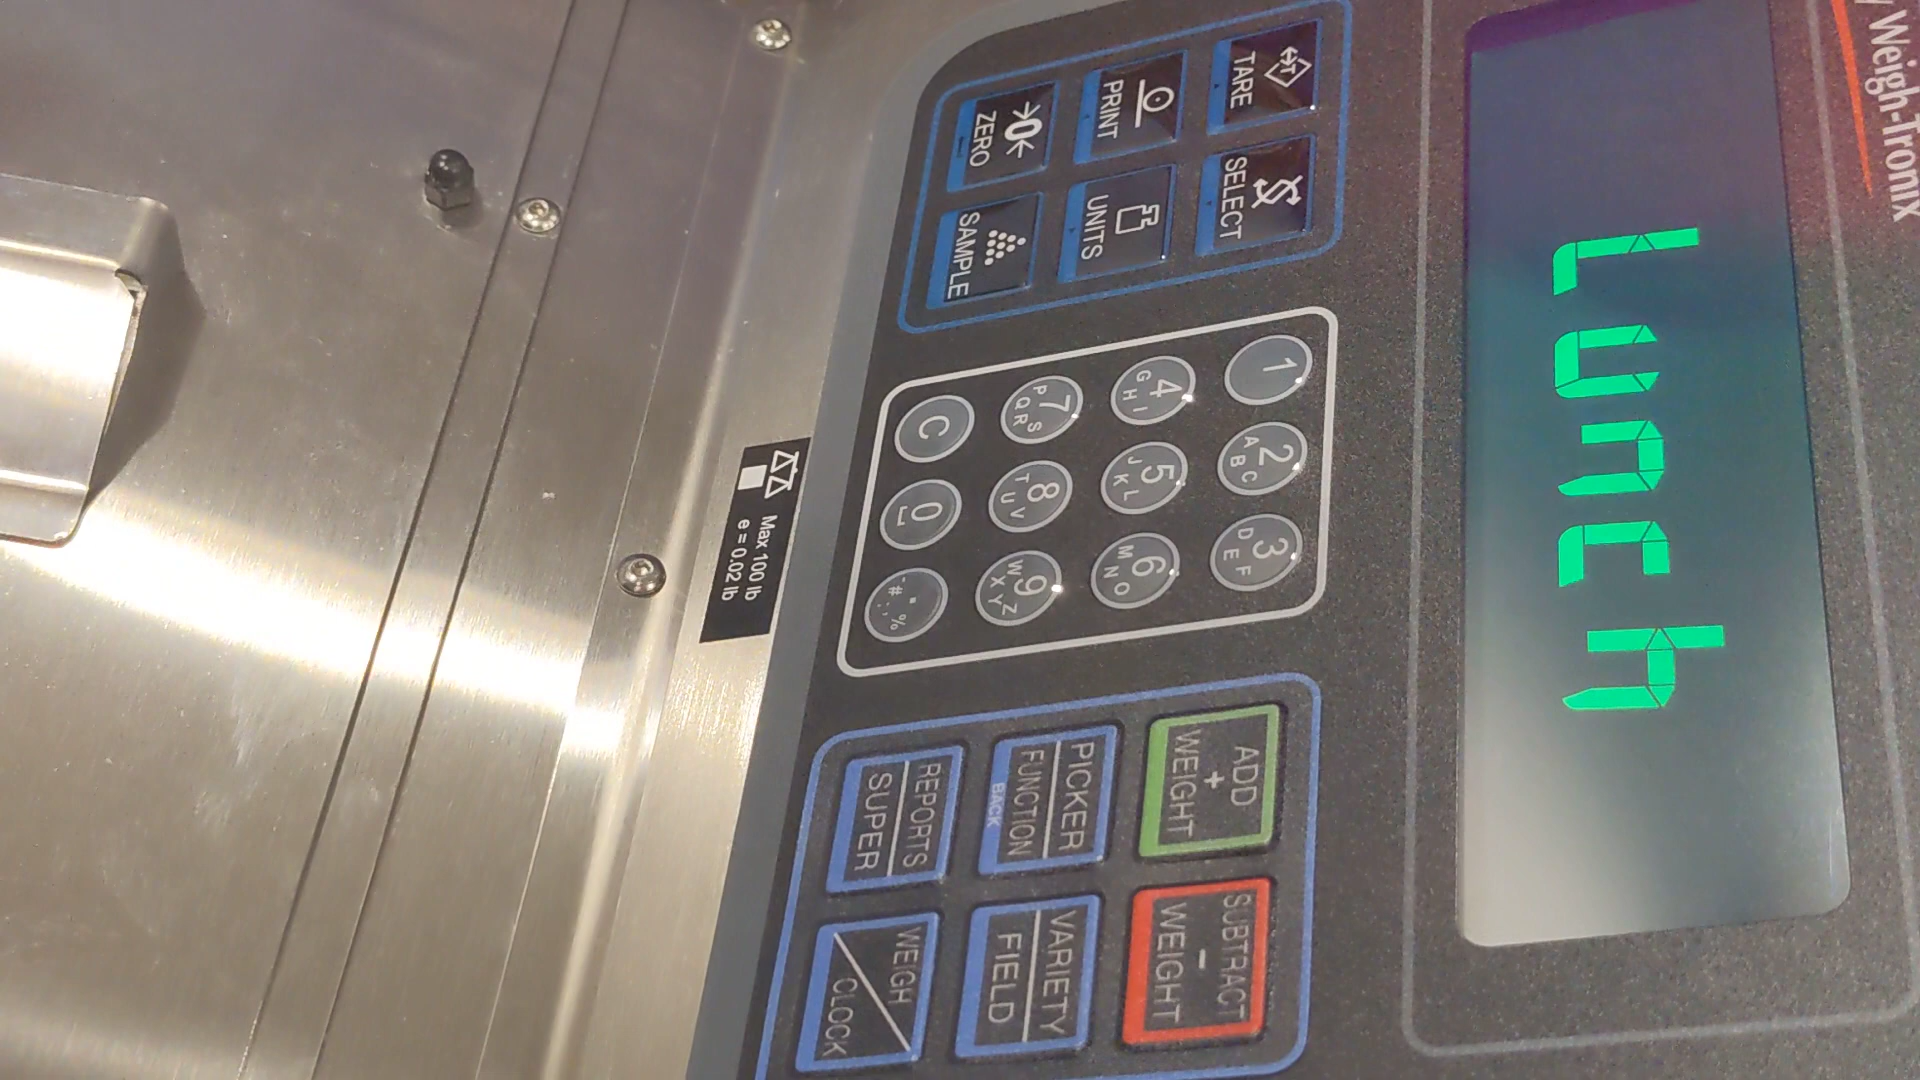 Weigh-Tronix
Lunch
TARE
SELECT
PRINT
UNITS
ZERO
SAMPLE
1
2
ABC
3
DEF
4
GHI
5
JKL
6
MNO
7
PQRS
8
TUV
9
WXYZ
C
0
ADD
+
WEIGHT
SUBTRACT
-
WEIGHT
PICKER
FUNCTION
BACK
VARIETY
FIELD
REPORTS
SUPER
WEIGH
CLOCK
Max 100 lb
e = 0.02 lb